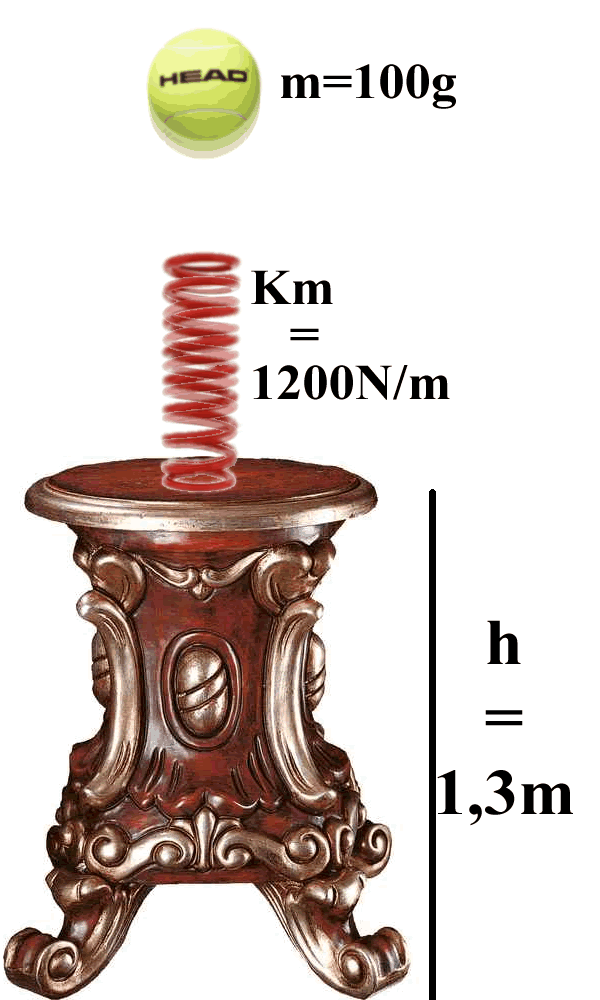 HEAD
m=100g
Km
=
1200N/m
h
=
1,3m